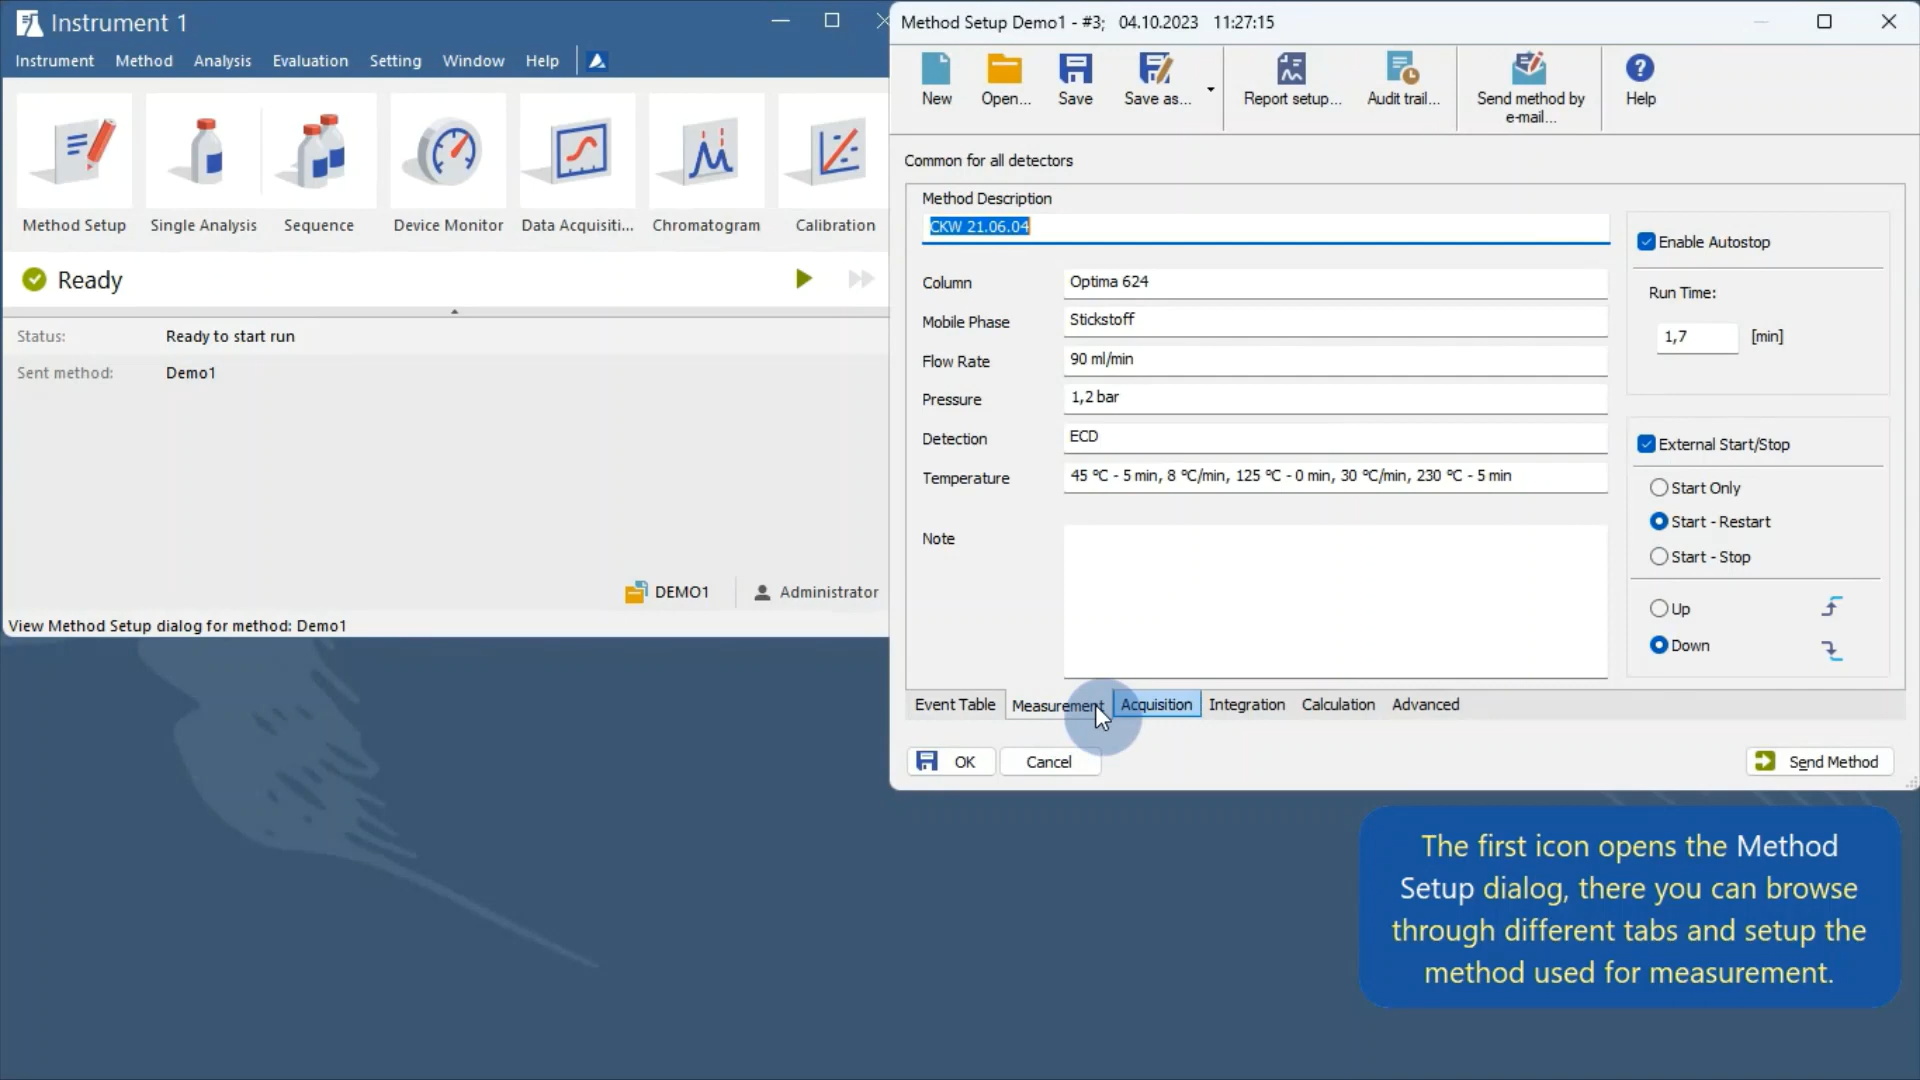 Instrument 1
Instrument Method Analysis Evaluation Setting Window Help
Method Setup Single Analysis Sequence Device Monitor Data Acquisiti... Chromatogram Calibration
Ready
Status: Ready to start run
Sent method: Demo1
DEMO1 Administrator
View Method Setup dialog for method: Demo1
Method Setup Demo1 - #3; 04.10.2023 11:27:15
New Open... Save Save as... Report setup... Audit trail... Send method by
e-mail... Help
Common for all detectors
Method Description
CKW 21.06.04
Column Optima 624
Mobile Phase Stickstoff
Flow Rate 90 ml/min
Pressure 1,2 bar
Detection ECD
Temperature 45 °C - 5 min, 8 °C/min, 125 °C - 0 min, 30 °C/min, 230 °C - 5 min
Note
Enable Autostop
Run Time:
1,7 [min]
External Start/Stop
Start Only
Start - Restart
Start - Stop
Up
Down
Event Table Measurement Acquisition Integration Calculation Advanced
OK Cancel Send Method
The first icon opens the Method
Setup dialog, there you can browse
through different tabs and setup the
method used for measurement.